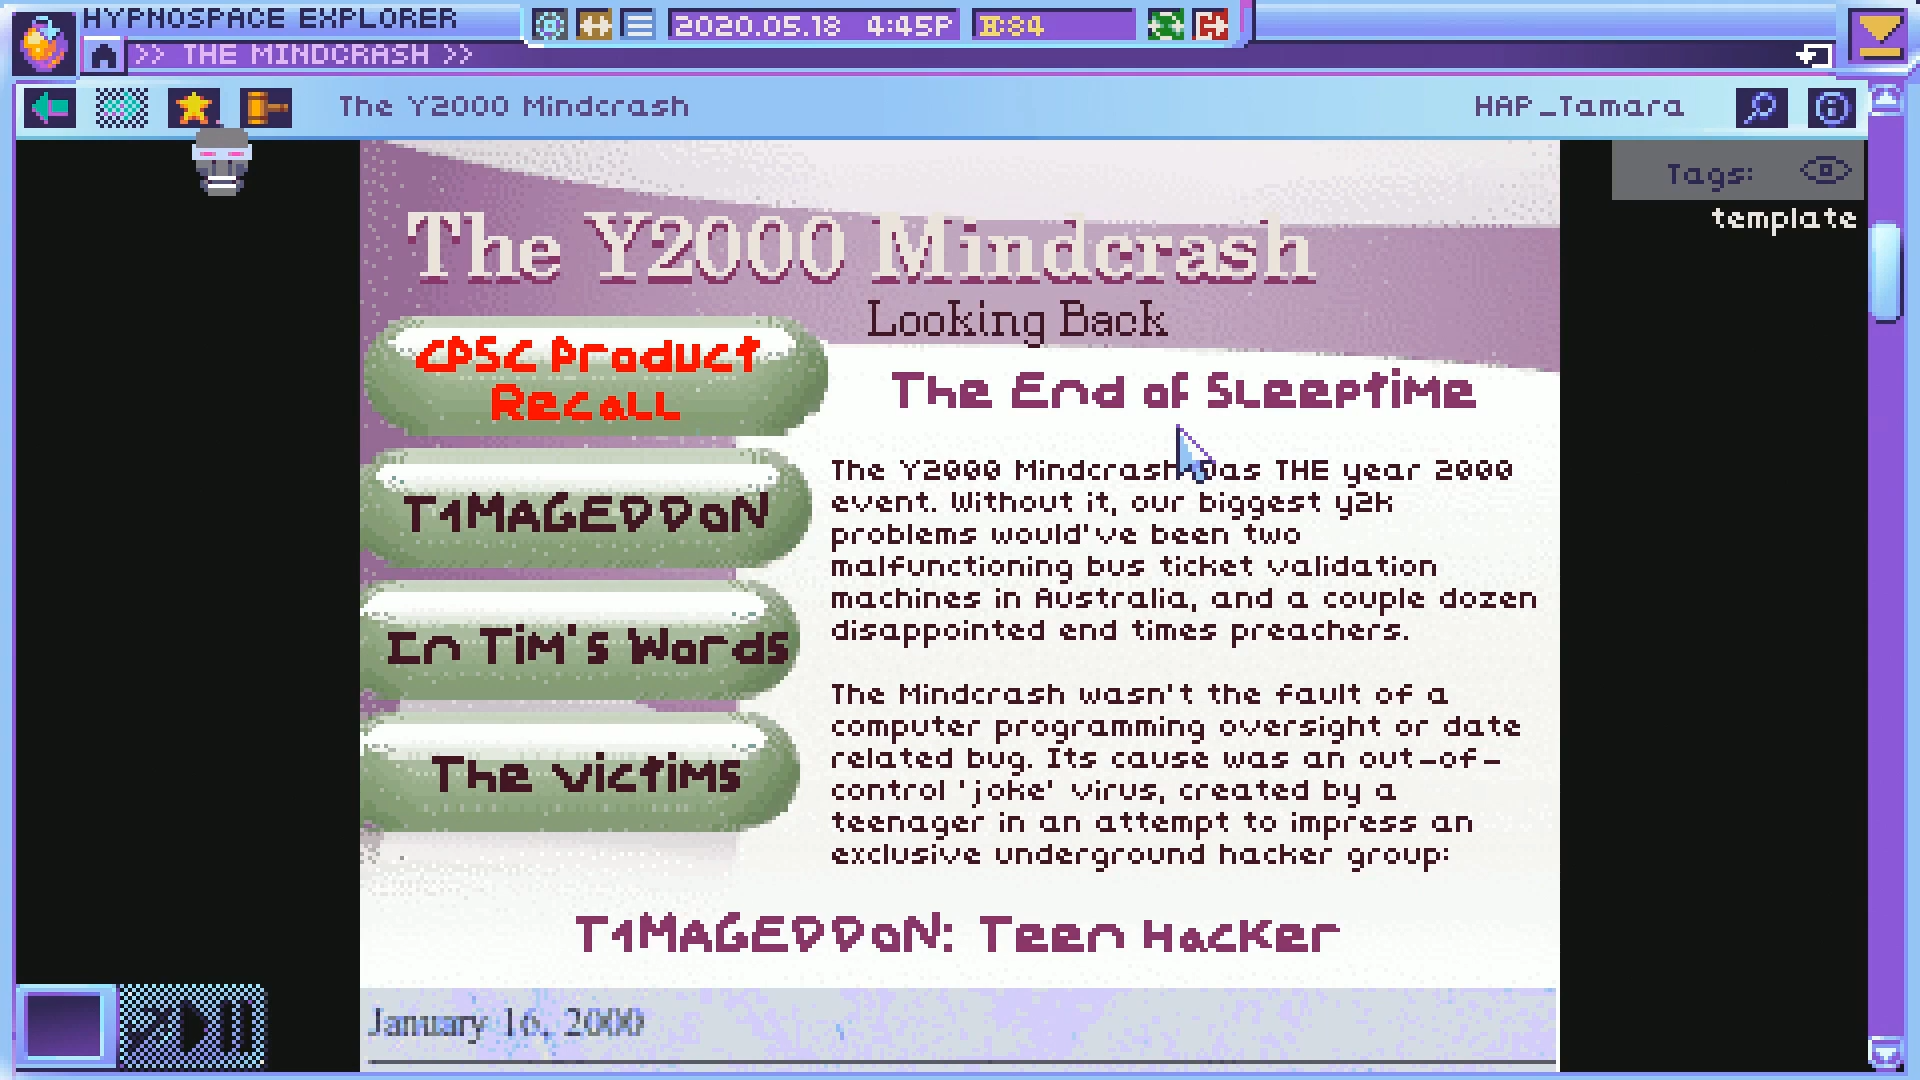 HYPNOSPACE EXPLORER
2020.05.18 4:45P
84
>> THE MINDCRASH >>
The Y2000 Mindcrash
HAP_Tamara
Tags:
template
The Y2000 Mindcrash
Looking Back
CPSC Product
Recall
T1MAGEDDoN
In Tim's Words
The Victims
The End of Sleeptime
The Y2000 Mindcrash was THE year 2000
event. Without it, our biggest y2k
problems would've been two
malfunctioning bus ticket validation
machines in Australia, and a couple dozen
disappointed end times preachers.
The Mindcrash wasn't the fault of a
computer programming oversight or date
related bug. Its cause was an out-of-
control 'joke' virus, created by a
teenager in an attempt to impress an
exclusive underground hacker group:
T1MAGEDDoN: Teen Hacker
January 16, 2000